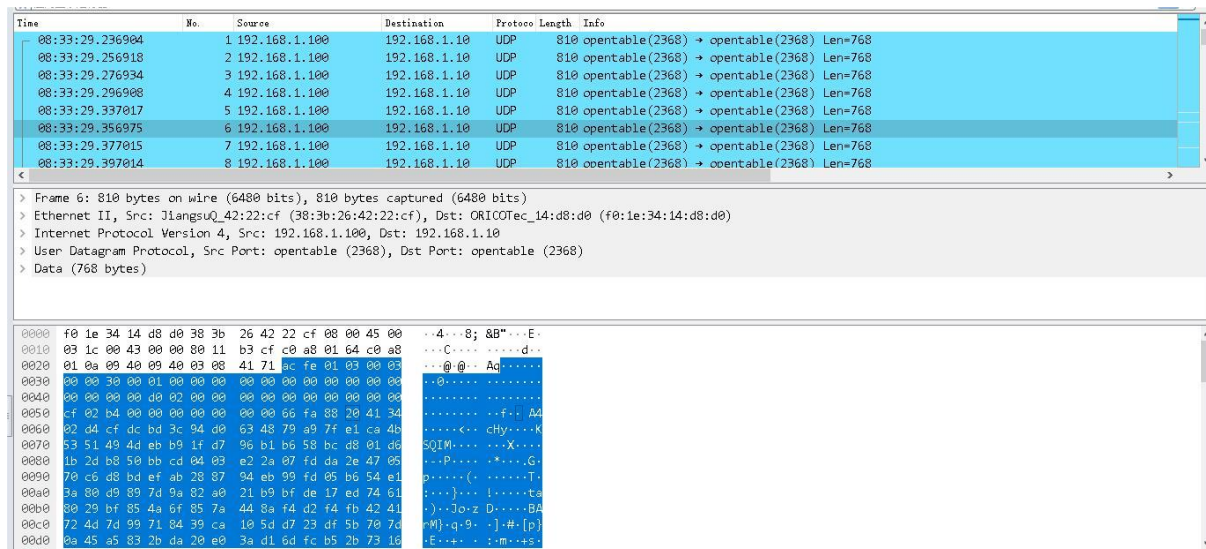 Time No. Source Destination Protoco Length Info
08:33:29.236904 1 192.168.1.100 192.168.1.10 UDP 810 opentable(2368) → opentable(2368) Len=768
08:33:29.256918 2 192.168.1.100 192.168.1.10 UDP 810 opentable(2368) → opentable(2368) Len=768
08:33:29.276934 3 192.168.1.100 192.168.1.10 UDP 810 opentable(2368) → opentable(2368) Len=768
08:33:29.296908 4 192.168.1.100 192.168.1.10 UDP 810 opentable(2368) → opentable(2368) Len=768
08:33:29.337017 5 192.168.1.100 192.168.1.10 UDP 810 opentable(2368) → opentable(2368) Len=768
08:33:29.356975 6 192.168.1.100 192.168.1.10 UDP 810 opentable(2368) → opentable(2368) Len=768
08:33:29.377015 7 192.168.1.100 192.168.1.10 UDP 810 opentable(2368) → opentable(2368) Len=768
08:33:29.397014 8 192.168.1.100 192.168.1.10 UDP 810 opentable(2368) → opentable(2368) Len=768
> Frame 6: 810 bytes on wire (6480 bits), 810 bytes captured (6480 bits)
> Ethernet II, Src: JiangsuQ_42:22:cf (38:3b:26:42:22:cf), Dst: ORICOTec_14:d8:d0 (f0:1e:34:14:d8:d0)
> Internet Protocol Version 4, Src: 192.168.1.100, Dst: 192.168.1.10
> User Datagram Protocol, Src Port: opentable (2368), Dst Port: opentable (2368)
> Data (768 bytes)
0000 f0 1e 34 14 d8 d0 38 3b 26 42 22 cf 08 00 45 00 ··4···8; &B"···E·
0010 03 1c 00 43 00 00 80 11 b3 cf c0 a8 01 64 c0 a8 ···C···· ·····d··
0020 01 0a 09 40 09 40 03 08 41 71 ac fe 01 03 00 03 ···@·@·· Aq······
0030 00 00 30 00 01 00 00 00 00 00 00 00 00 00 00 00 ··0····· ········
0040 00 00 00 00 d0 02 00 00 00 00 00 00 00 00 00 00 ········ ········
0050 cf 02 b4 00 00 00 00 00 00 00 66 fa 88 20 41 34 ········ ··f·· A4
0060 02 d4 cf dc bd 3c 94 d0 63 48 79 a9 7f e1 ca 4b ·····<·· cHy····K
0070 53 51 49 4d eb b9 1f d7 96 b1 b6 58 bc d8 01 d6 SQIM···· ···X····
0080 1b 2d b8 50 bb cd 04 03 e2 2a 07 fd da 2e 47 05 ·-·P···· ·*···.G·
0090 70 c6 d8 bd ef ab 28 87 94 eb 99 fd 05 b6 54 e1 p·····(· ······T·
00a0 3a 80 d9 89 7d 9a 82 a0 21 b9 bf de 17 ed 74 61 :···}··· !·····ta
00b0 80 29 bf 85 4a 6f 85 7a 44 8a f4 d2 f4 fb 42 41 ·)··Jo·z D·····BA
00c0 72 4d 7d 99 71 84 39 ca 10 5d d7 23 df 5b 70 7d rM}·q·9· ·]·#·[p}
00d0 0a 45 a5 83 2b da 20 e0 3a d1 6d fc b5 2b 73 16 ·E··+· · :·m··+s·